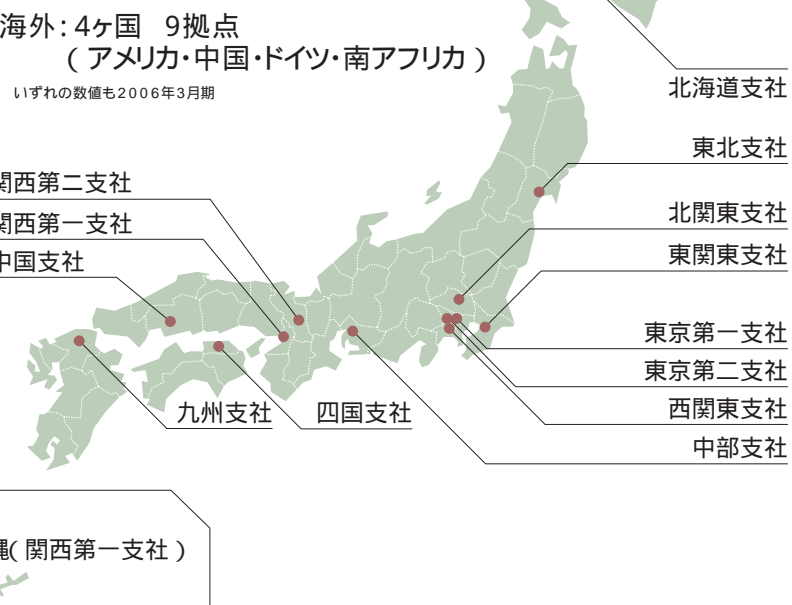 海外:4ヶ国 9拠点
(アメリカ・中国・ドイツ・南アフリカ)
いずれの数値も2006年3月期
北海道支社
東北支社
関西第二支社
北関東支社
関西第一支社
東関東支社
中国支社
東京第一支社
東京第二支社
九州支社
四国支社
西関東支社
中部支社
縄(関西第一支社)